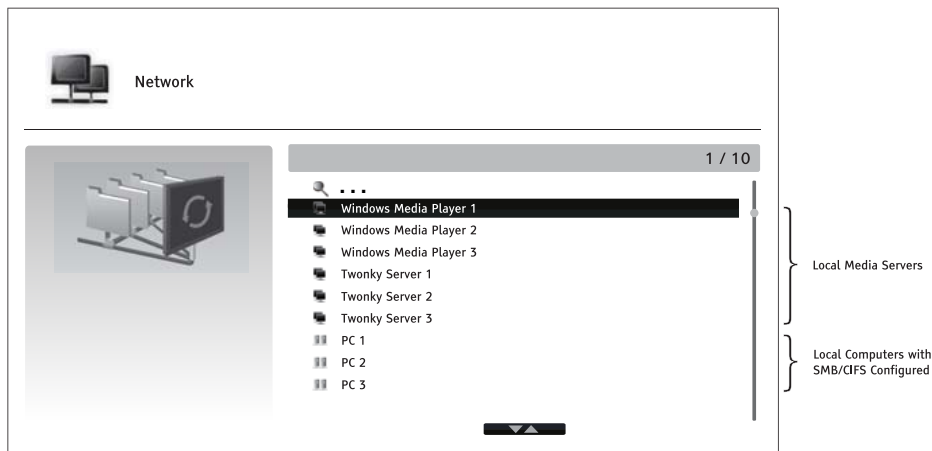 Network
1 / 10
...
Windows Media Player 1
Windows Media Player 2
Windows Media Player 3
Twonky Server 1
Twonky Server 2
Twonky Server 3
PC 1
PC 2
PC 3
Local Media Servers
Local Computers with
SMB/CIFS Configured